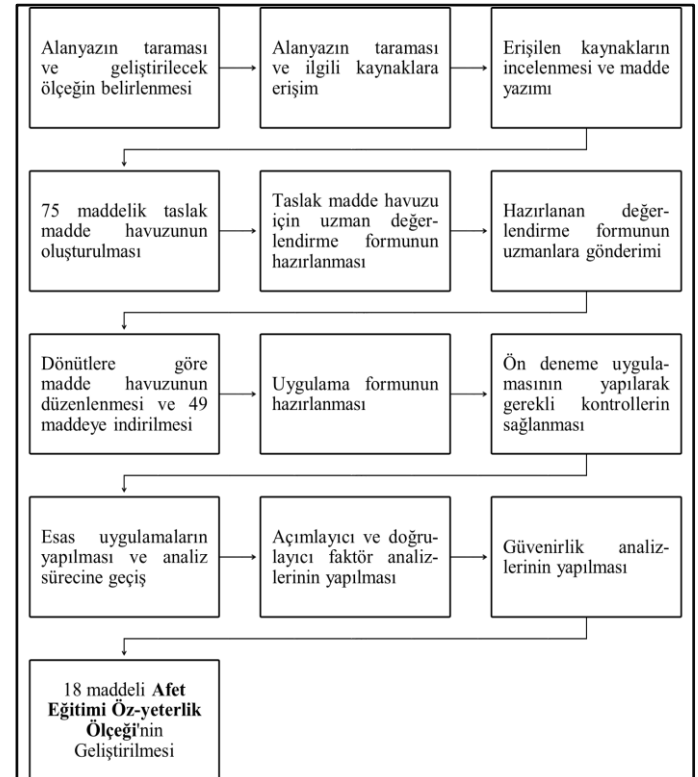 Alanyazın taraması
ve geliştirilecek
ölçeğin belirlenmesi
Alanyazın taraması
ve ilgili kaynaklara
erişim
Erişilen kaynakların
incelenmesi ve madde
yazımı
75 maddelik taslak
madde havuzunun
oluşturulması
Taslak madde havuzu
için uzman değer-
lendirme formunun
hazırlanması
Hazırlanan değer-
lendirme formunun
uzmanlara gönderimi
Dönütlere göre
madde havuzunun
düzenlenmesi ve 49
maddeye indirilmesi
Uygulama formunun
hazırlanması
Ön deneme uygula-
masının yapılarak
gerekli kontrollerin
sağlanması
Esas uygulamaların
yapılması ve analiz
sürecine geçiş
Açımlayıcı ve doğru-
layıcı faktör analiz-
lerinin yapılması
Güvenirlik analiz-
lerinin yapılması
18 maddeli Afet
Eğitimi Öz-yeterlik
Ölçeği'nin
Geliştirilmesi